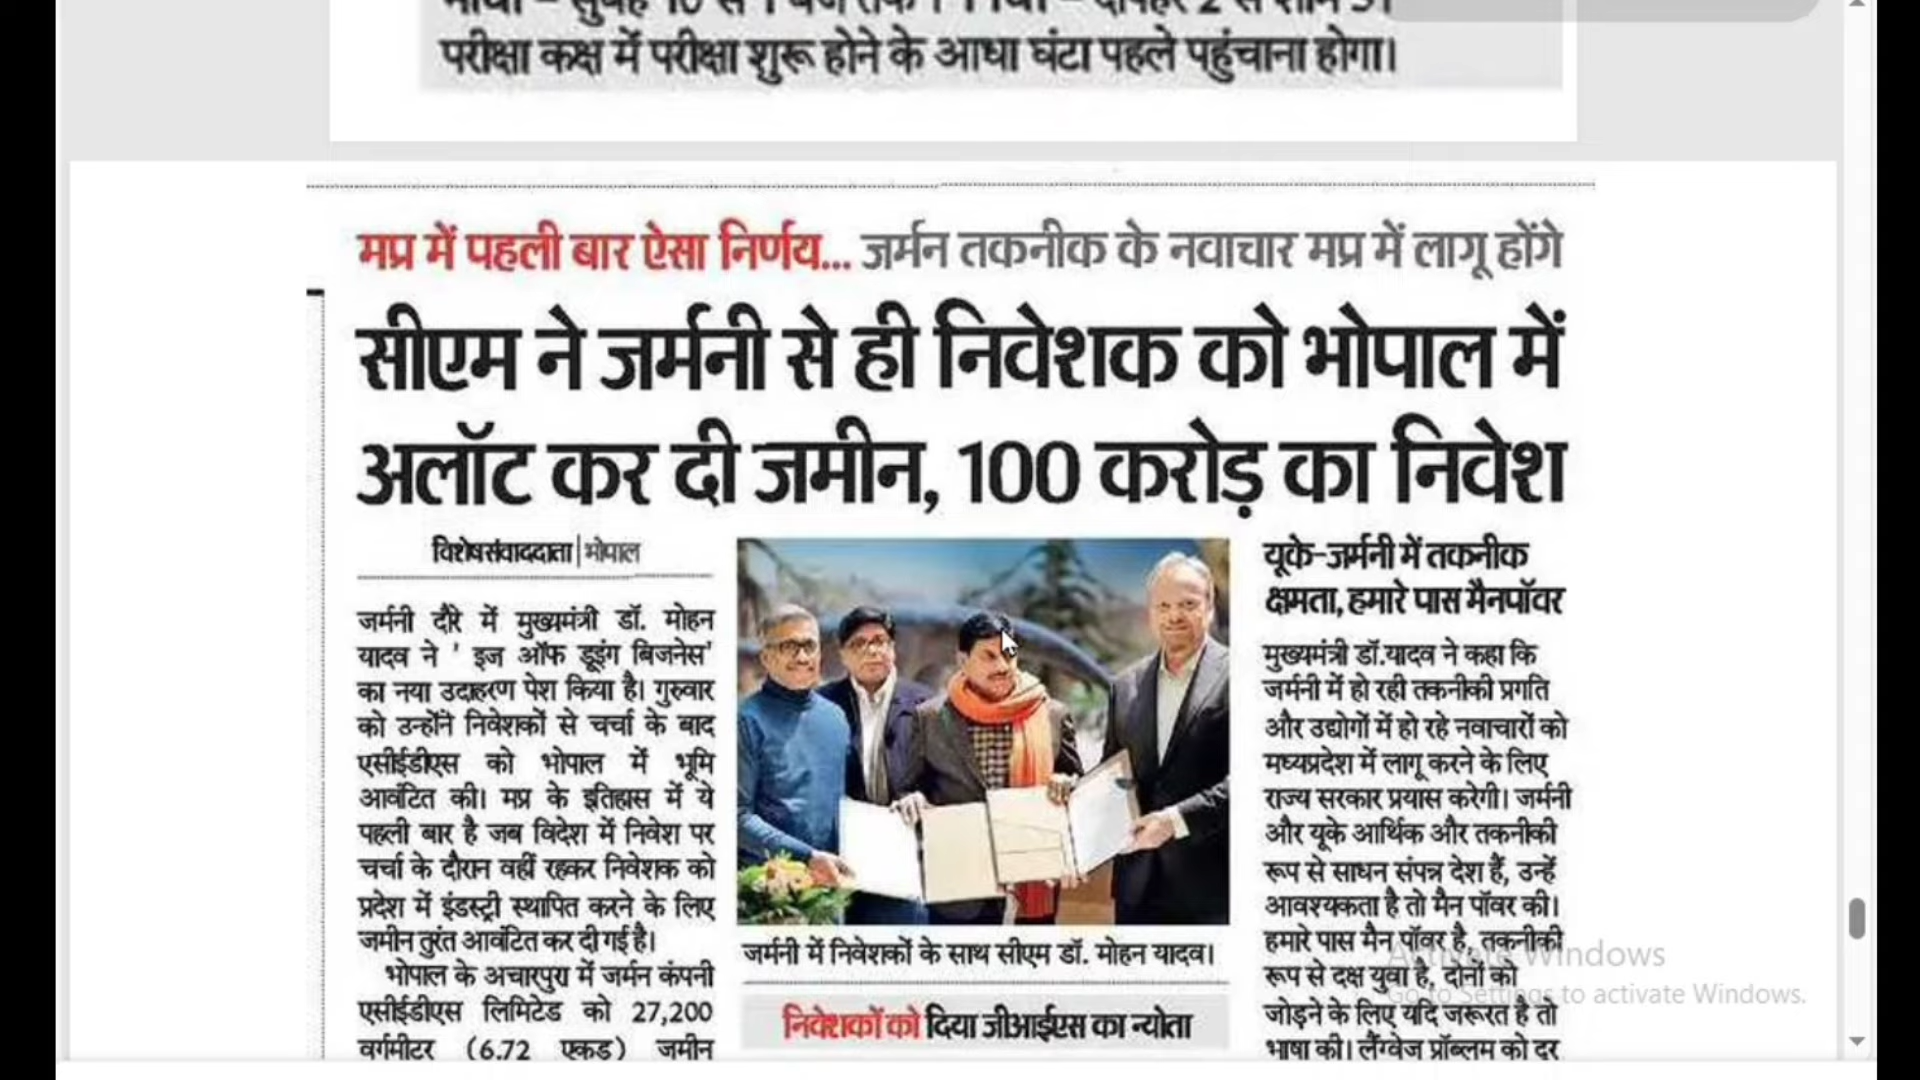 परीक्षा कक्ष में परीक्षा शुरू होने के आधा घंटा पहले पहुंचाना होगा।
मप्र में पहली बार ऐसा निर्णय... जर्मन तकनीक के नवाचार मप्र में लागू होंगे
सीएम ने जर्मनी से ही निवेशक को भोपाल में
अलॉट कर दी जमीन, 100 करोड़ का निवेश
विशेष संवाददाता | भोपाल
जर्मनी दौरे में मुख्यमंत्री डॉ. मोहन
यादव ने ' इज ऑफ डूइंग बिजनेस'
का नया उदाहरण पेश किया है। गुरुवार
को उन्होंने निवेशकों से चर्चा के बाद
एसीईडीएस को भोपाल में भूमि
आवंटित की। मप्र के इतिहास में ये
पहली बार है जब विदेश में निवेश पर
चर्चा के दौरान वहीं रहकर निवेशक को
प्रदेश में इंडस्ट्री स्थापित करने के लिए
जमीन तुरंत आवंटित कर दी गई है।
भोपाल के अचारपुरा में जर्मन कंपनी
एसीईडीएस लिमिटेड को 27,200
वर्गमीटर (6.72 एकड) जमीन
जर्मनी में निवेशकों के साथ सीएम डॉ. मोहन यादव।
निवेशकों को दिया जीआईएस का न्योता
यूके-जर्मनी में तकनीक
क्षमता, हमारे पास मैनपॉवर
मुख्यमंत्री डॉ.यादव ने कहा कि
जर्मनी में हो रही तकनीकी प्रगति
और उद्योगों में हो रहे नवाचारों को
मध्यप्रदेश में लागू करने के लिए
राज्य सरकार प्रयास करेगी। जर्मनी
और यूके आर्थिक और तकनीकी
रूप से साधन संपन्न देश हैं, उन्हें
आवश्यकता है तो मैन पॉवर की।
हमारे पास मैन पॉवर है, तकनीकी
रूप से दक्ष युवा है, दोनों को
जोड़ने के लिए यदि जरूरत है तो
भाषा की। लैंग्वेज प्रॉब्लम को दूर
Activate Windows
Go to Settings to activate Windows.